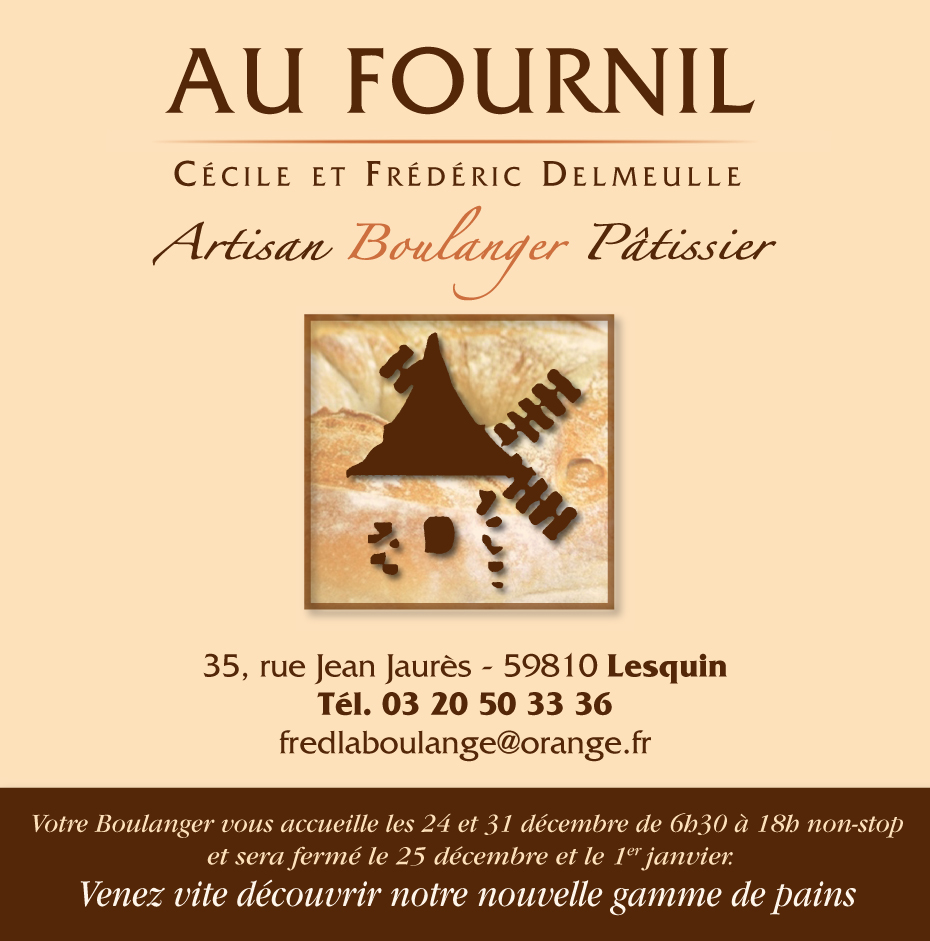 AU FOURNIL
CÉCILE ET FRÉDÉRIC DELMEULLE
Artisan Boulanger Pâtissier
35, rue Jean Jaurès - 59810 Lesquin
Tél. 03 20 50 33 36
fredlaboulange@orange.fr
Votre Boulanger vous accueille les 24 et 31 décembre de 6h30 à 18h non-stop
et sera fermé le 25 décembre et le 1er janvier.
Venez vite découvrir notre nouvelle gamme de pains